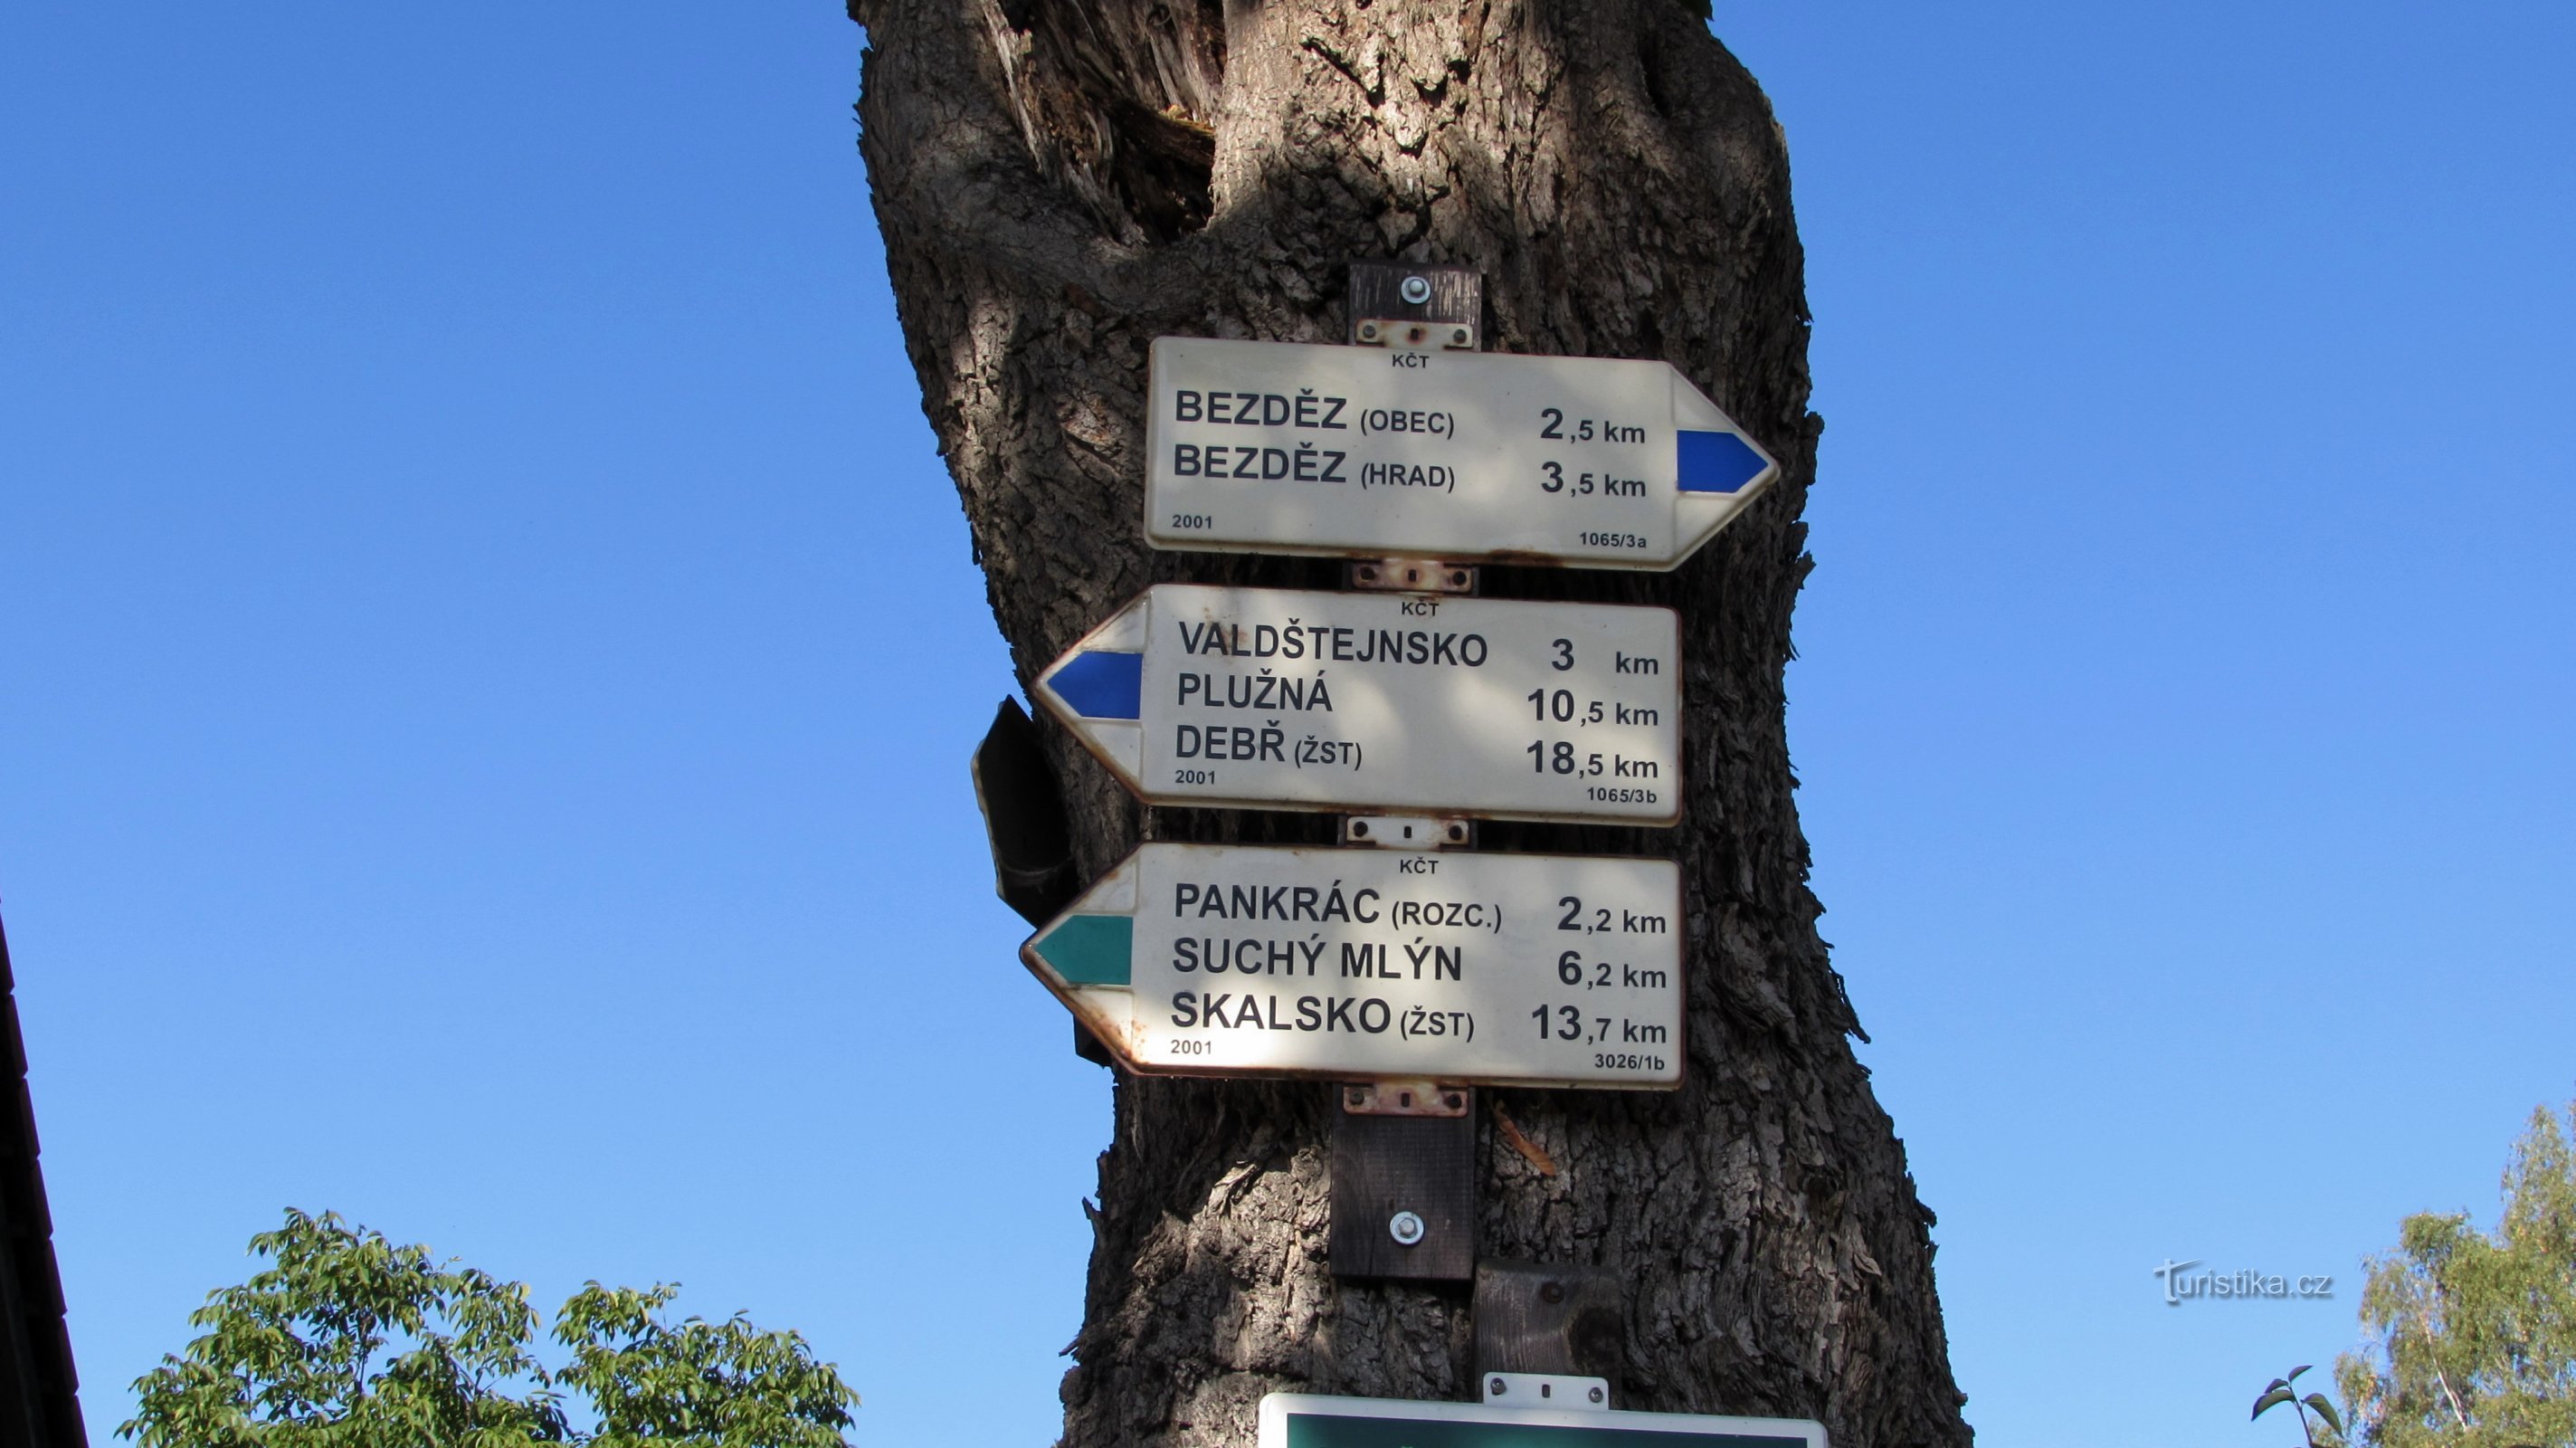 KČT
BEZDĚZ (OBEC) 2,5 km
BEZDĚZ (HRAD) 3,5 km
2001 1065/3a
KČT
VALDŠTEJNSKO 3 km
PLUŽNÁ 10,5 km
DEBŘ (ŽST) 18,5 km
2001 1065/3b
KČT
PANKRÁC (ROZC.) 2,2 km
SUCHÝ MLÝN 6,2 km
SKALSKO (ŽST) 13,7 km
2001 3026/1b
Turistika.cz